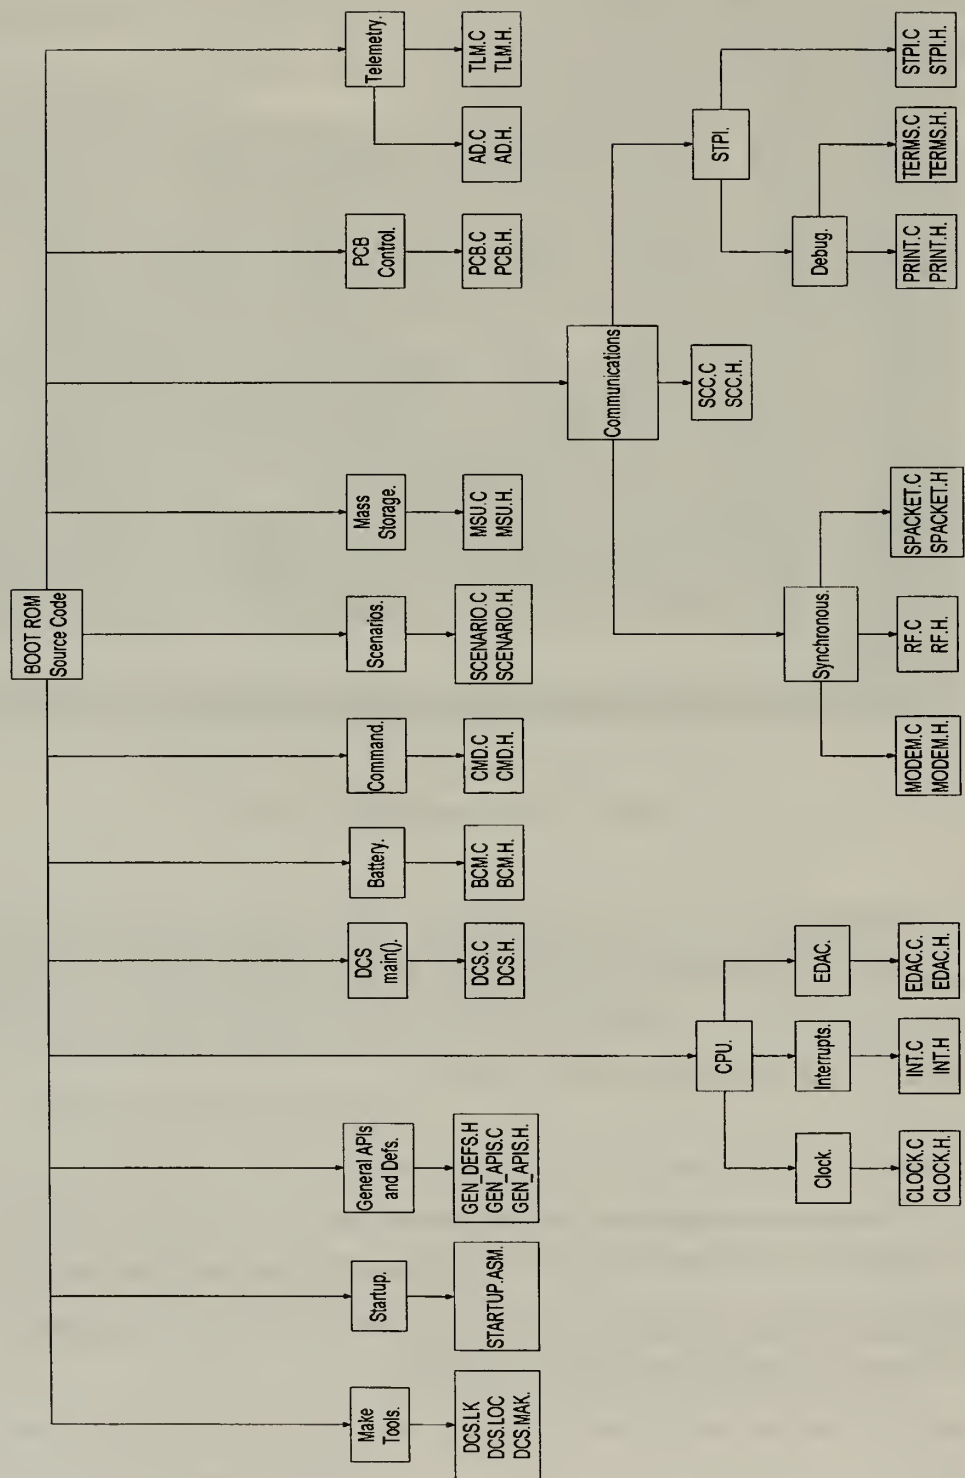 BOOT ROM
Source Code
Make
Tools.
Startup.
General APIs
and Defs.
DCS
main().
Battery.
Command.
Scenarios.
Mass
Storage.
PCB
Control.
Telemetry.
DCS.LK
DCS.LOC
DCS.MAK.
STARTUP.ASM.
GEN_DEFS.H
GEN_APIS.C
GEN_APIS.H.
DCS.C
DCS.H.
BCM.C
BCM.H.
CMD.C
CMD.H.
SCENARIO.C
SCENARIO.H.
MSU.C
MSU.H.
PCB.C
PCB.H.
AD.C
AD.H.
TLM.C
TLM.H.
Communications
CPU.
SCC.C
SCC.H.
STPI.
Clock.
Interrupts.
EDAC.
Synchronous.
Debug.
CLOCK.C
CLOCK.H.
INT.C
INT.H
EDAC.C.
EDAC.H.
MODEM.C
MODEM.H.
RF.C
RF.H.
SPACKET.C
SPACKET.H
PRINT.C
PRINT.H.
TERMS.C
TERMS.H.
STPI.C
STPI.H.